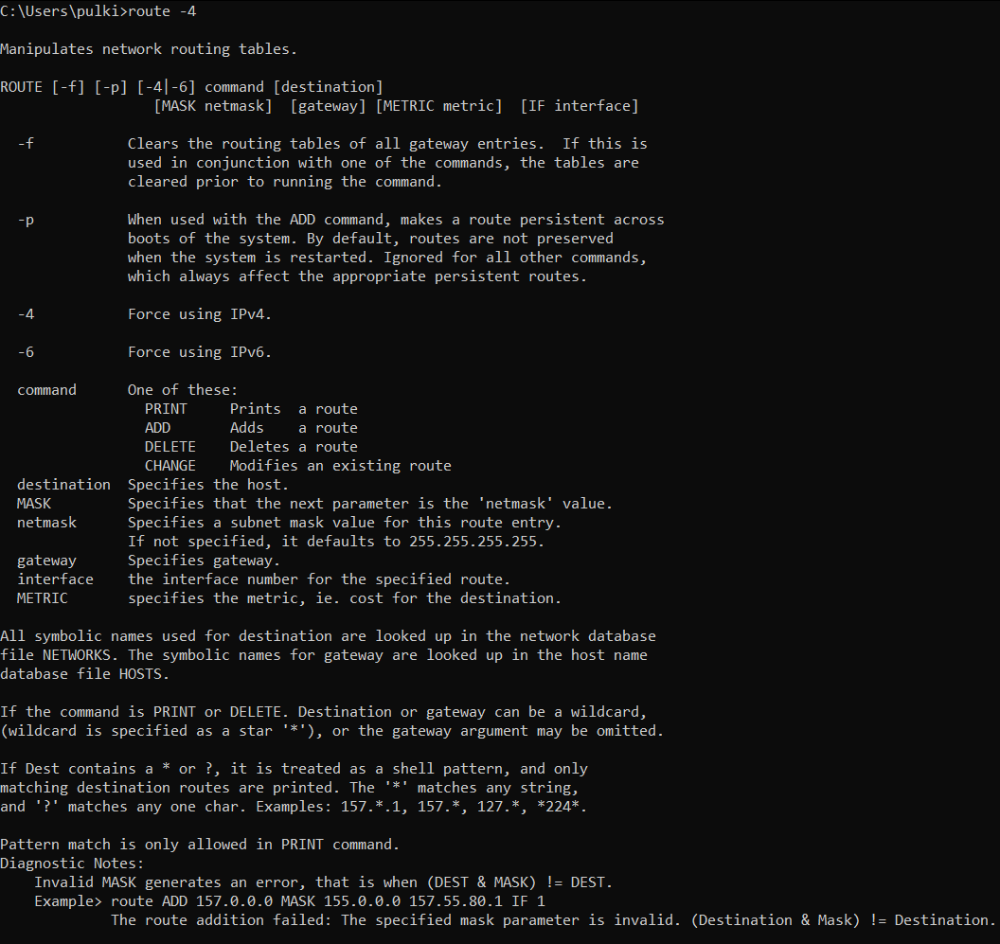 C:\Users\pulki>route -4
Manipulates network routing tables.
ROUTE [-f] [-p] [-4|-6] command [destination]
                  [MASK netmask]  [gateway] [METRIC metric]  [IF interface]
  -f           Clears the routing tables of all gateway entries.  If this is
               used in conjunction with one of the commands, the tables are
               cleared prior to running the command.
  -p           When used with the ADD command, makes a route persistent across
               boots of the system. By default, routes are not preserved
               when the system is restarted. Ignored for all other commands,
               which always affect the appropriate persistent routes.
  -4           Force using IPv4.
  -6           Force using IPv6.
  command      One of these:
                 PRINT     Prints  a route
                 ADD       Adds    a route
                 DELETE    Deletes a route
                 CHANGE    Modifies an existing route
  destination  Specifies the host.
  MASK         Specifies that the next parameter is the 'netmask' value.
  netmask      Specifies a subnet mask value for this route entry.
               If not specified, it defaults to 255.255.255.255.
  gateway      Specifies gateway.
  interface    the interface number for the specified route.
  METRIC       specifies the metric, ie. cost for the destination.
All symbolic names used for destination are looked up in the network database
file NETWORKS. The symbolic names for gateway are looked up in the host name
database file HOSTS.
If the command is PRINT or DELETE. Destination or gateway can be a wildcard,
(wildcard is specified as a star '*'), or the gateway argument may be omitted.
If Dest contains a * or ?, it is treated as a shell pattern, and only
matching destination routes are printed. The '*' matches any string,
and '?' matches any one char. Examples: 157.*.1, 157.*, 127.*, *224*.
Pattern match is only allowed in PRINT command.
Diagnostic Notes:
    Invalid MASK generates an error, that is when (DEST & MASK) != DEST.
    Example> route ADD 157.0.0.0 MASK 155.0.0.0 157.55.80.1 IF 1
             The route addition failed: The specified mask parameter is invalid. (Destination & Mask) != Destination.